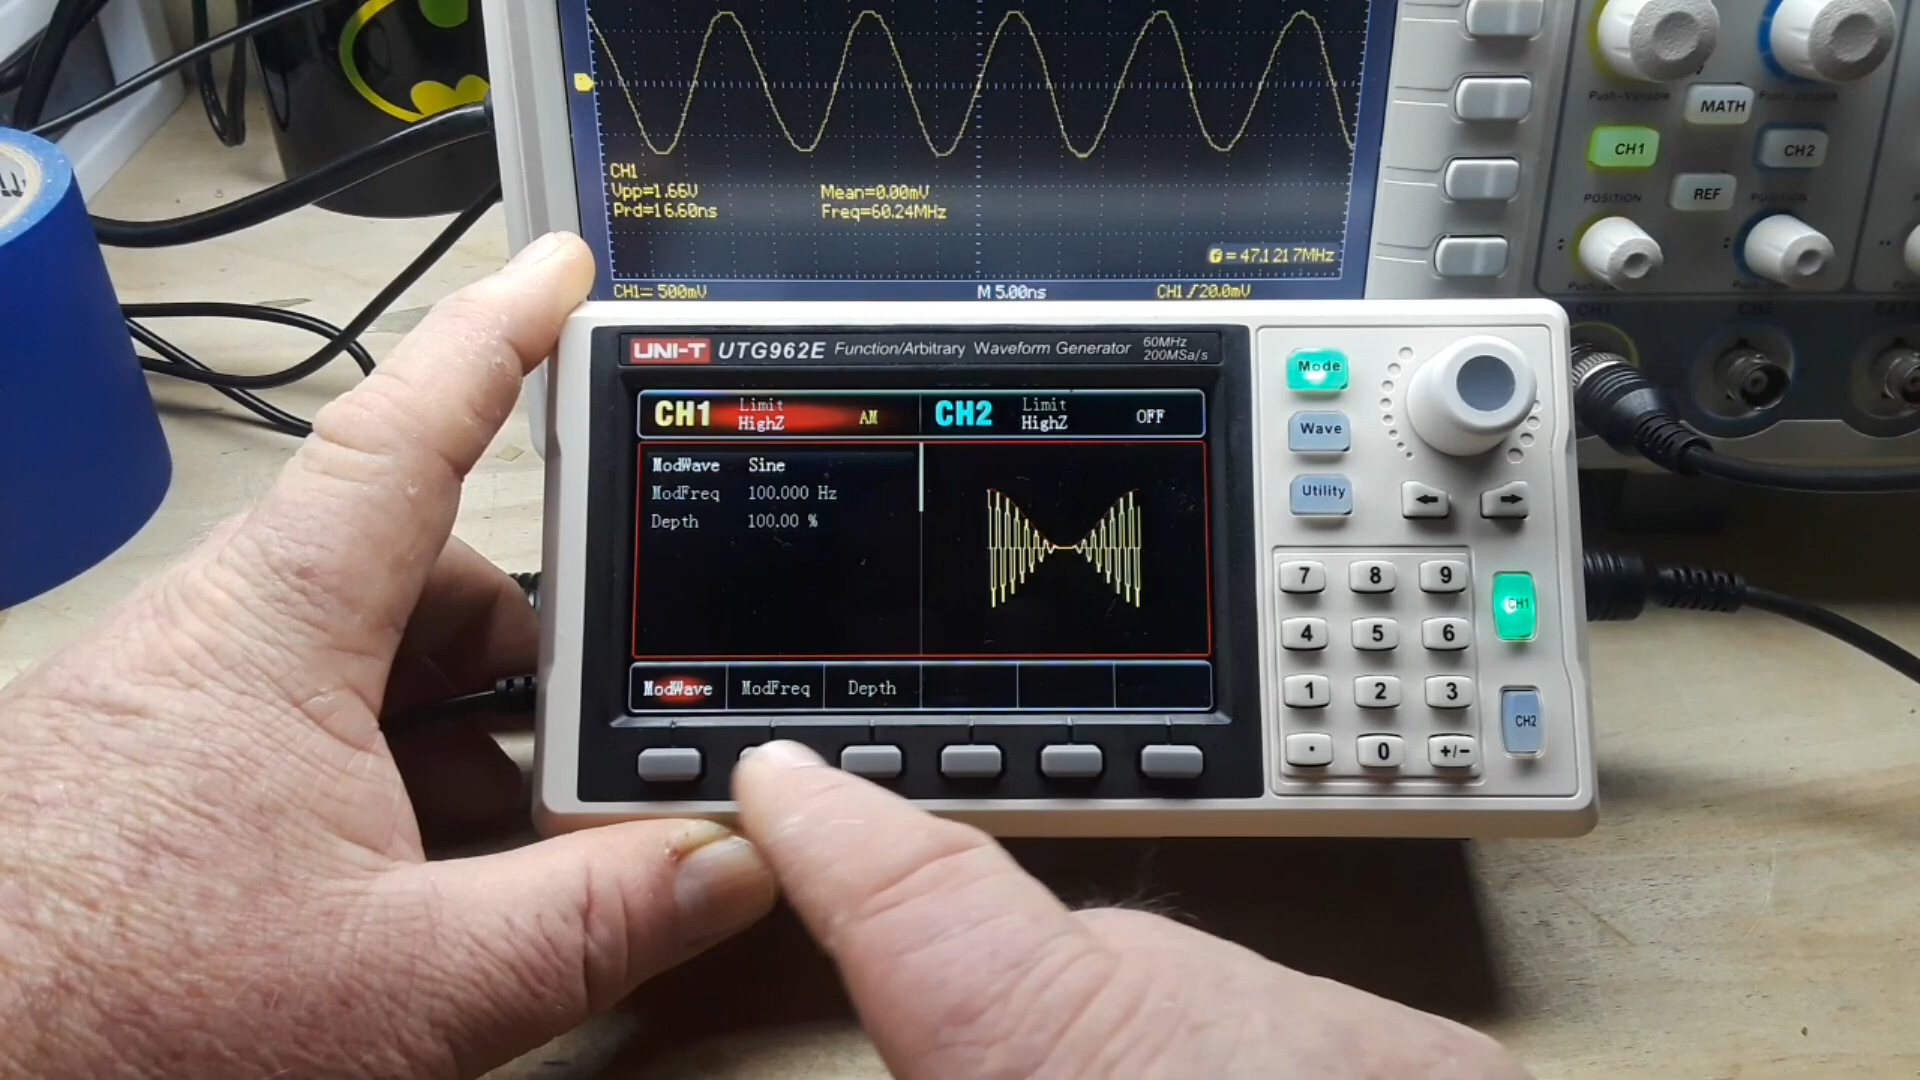 CH1
Vpp=1.66V Mean=0.00mV
Prd=16.60ns Freq=60.24MHz
=47.1217MHz
CH1 500mV M 5.00ns CH1 20.0mV
MATH
CH1 CH2
REF
POSITION POSITION
UNI-T UTG962E Function/Arbitrary Waveform Generator 60MHz
200MSa/s
CH1 Limit HighZ AM CH2 Limit HighZ OFF
ModWave Sine
ModFreq 100.000 Hz
Depth 100.00 %
ModWave ModFreq Depth
Mode
Wave
Utility
7 8 9
4 5 6
1 2 3
. 0 +/−
CH1
CH2